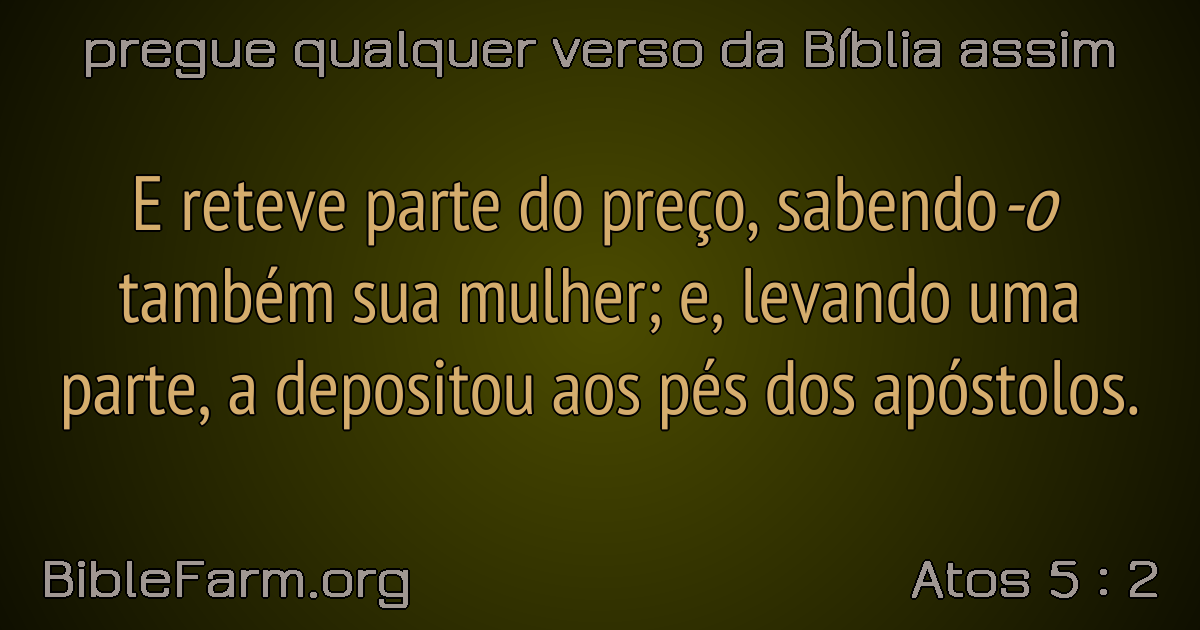 pregue qualquer verso da Bíblia assim
E reteve parte do preço, sabendo-o
também sua mulher; e, levando uma
parte, a depositou aos pés dos apóstolos.
BibleFarm.org
Atos 5 : 2